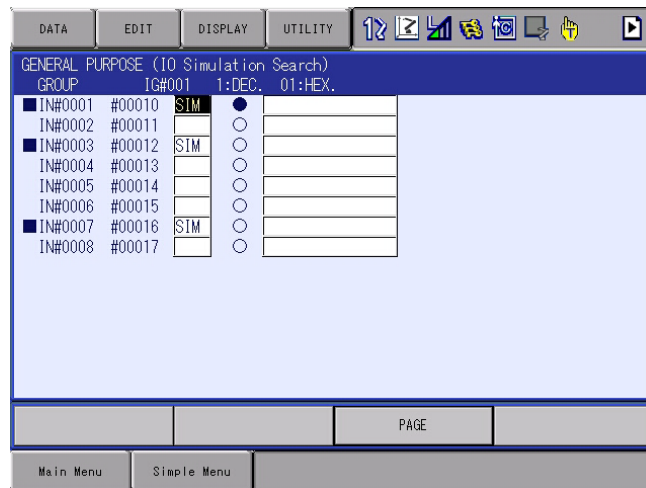 DATA EDIT DISPLAY UTILITY
GENERAL PURPOSE (IO Simulation Search)
GROUP IG#001 1:DEC. 01:HEX.
IN#0001 #00010 SIM
IN#0002 #00011
IN#0003 #00012 SIM
IN#0004 #00013
IN#0005 #00014
IN#0006 #00015
IN#0007 #00016 SIM
IN#0008 #00017
PAGE
Main Menu Simple Menu